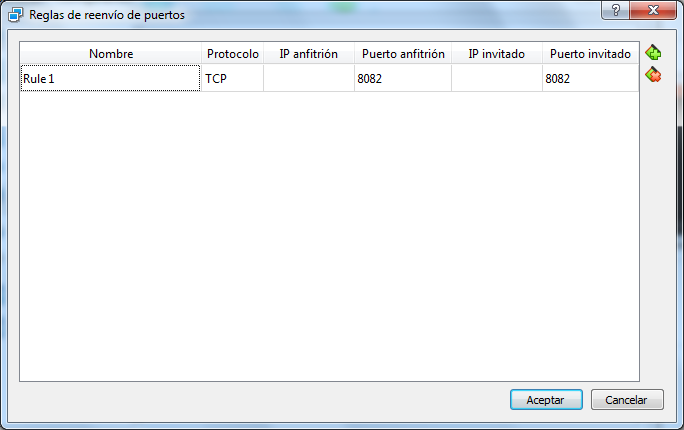 Reglas de reenvío de puertos
Nombre Protocolo IP anfitrión Puerto anfitrión IP invitado Puerto invitado
Rule 1 TCP 8082 8082
Aceptar Cancelar